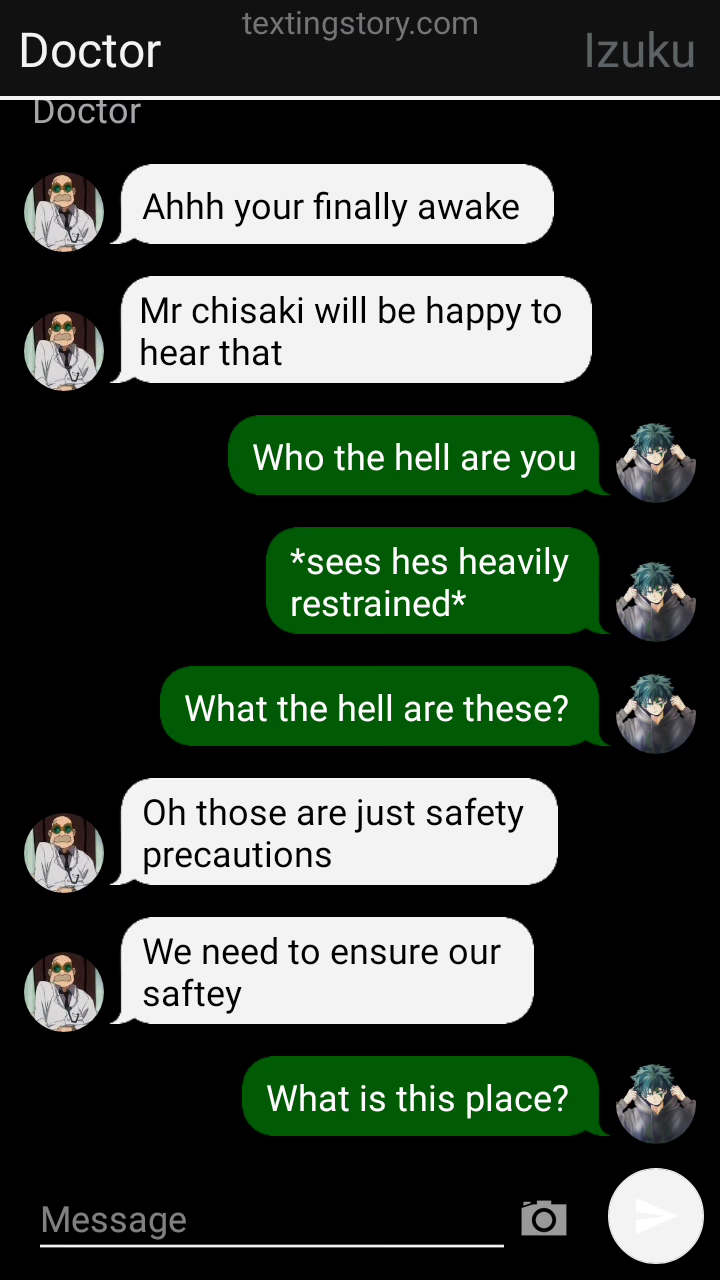 textingstory.com
Doctor
Izuku
Doctor
Ahhh your finally awake
Mr chisaki will be happy to
hear that
Who the hell are you
*sees hes heavily
restrained*
What the hell are these?
Oh those are just safety
precautions
We need to ensure our
saftey
What is this place?
Message